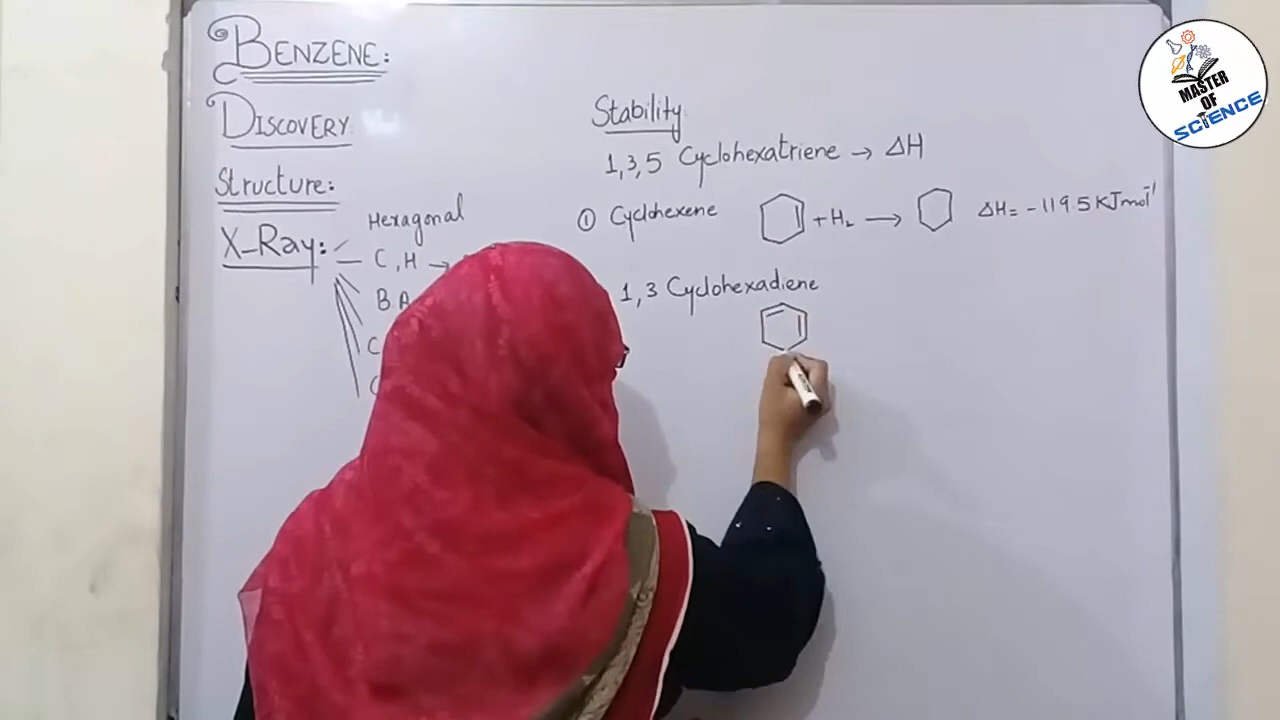 BENZENE:
DISCOVERY
Structure:
X-Ray:
Hexagonal
C, H →
B.A
C
C
Stability
1,3,5 Cyclohexatriene → ΔH
① Cyclohexene + H₂ → ΔH = -119.5 KJmol⁻¹
1,3 Cyclohexadiene
MASTER
OF
SCIENCE